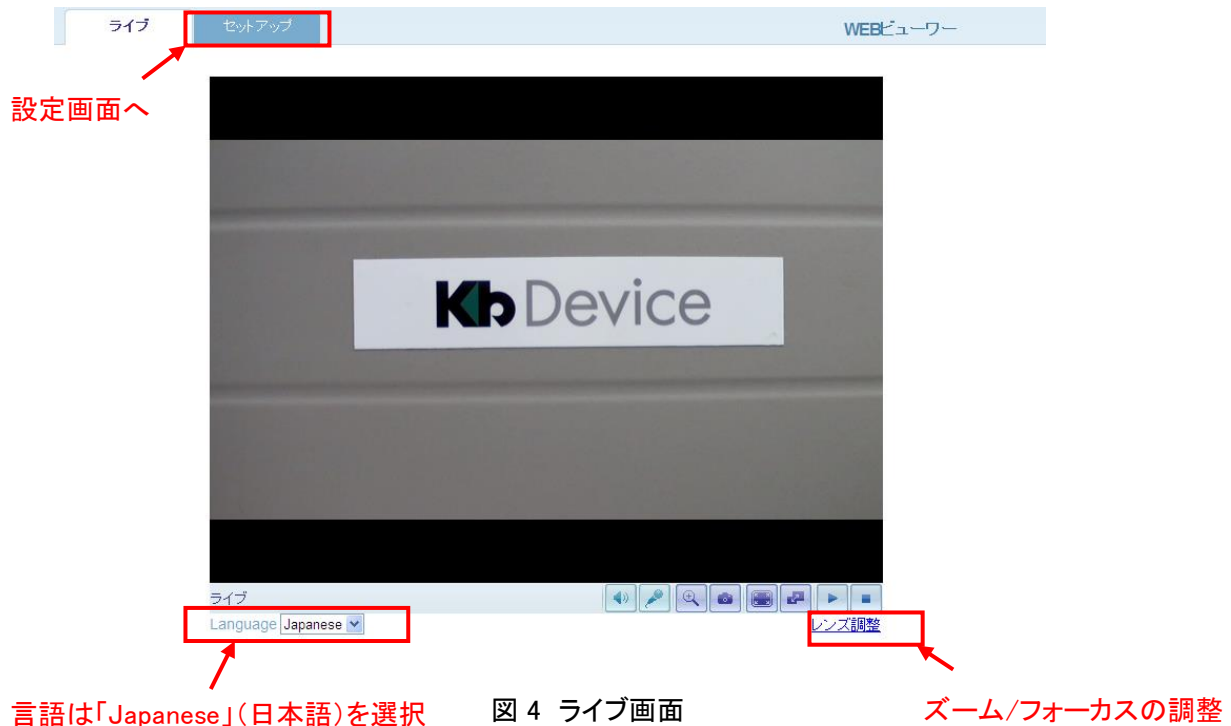 ライブ
セットアップ
WEBビューワー
設定画面へ
Kb Device
ライブ
Language Japanese
レンズ調整
言語は「Japanese」(日本語)を選択
図 4 ライブ画面
ズーム/フォーカスの調整